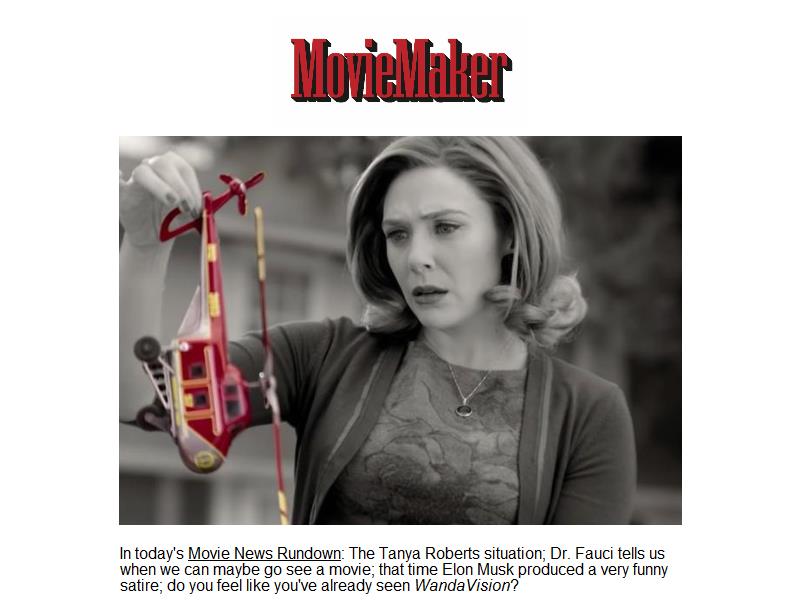 MovieMaker
In today's Movie News Rundown: The Tanya Roberts situation; Dr. Fauci tells us
when we can maybe go see a movie; that time Elon Musk produced a very funny
satire; do you feel like you've already seen WandaVision?